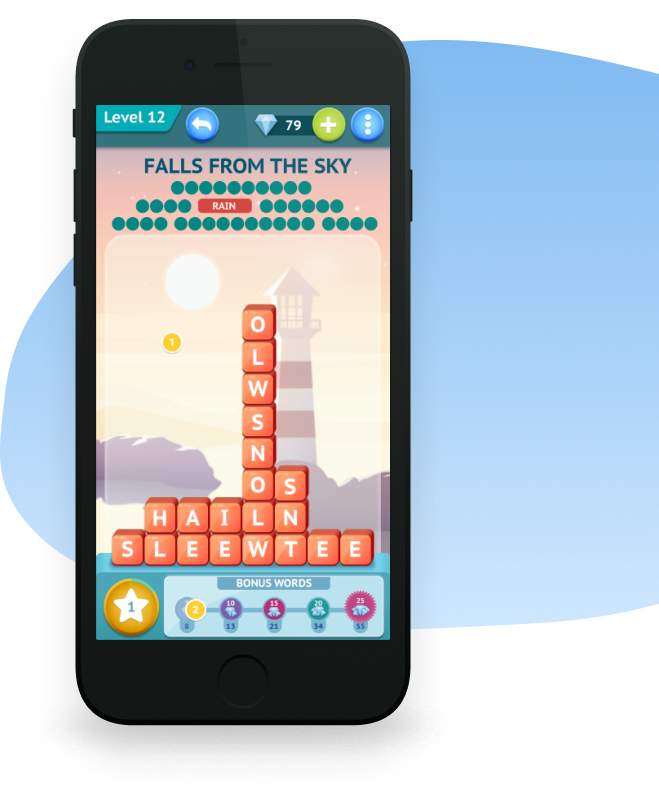 Level 12
79
FALLS FROM THE SKY
RAIN
1
O
L
W
S
N
O S
H A I L N
S L E E W T E E
BONUS WORDS
1
2 10 15 20 25
8 13 21 34 55